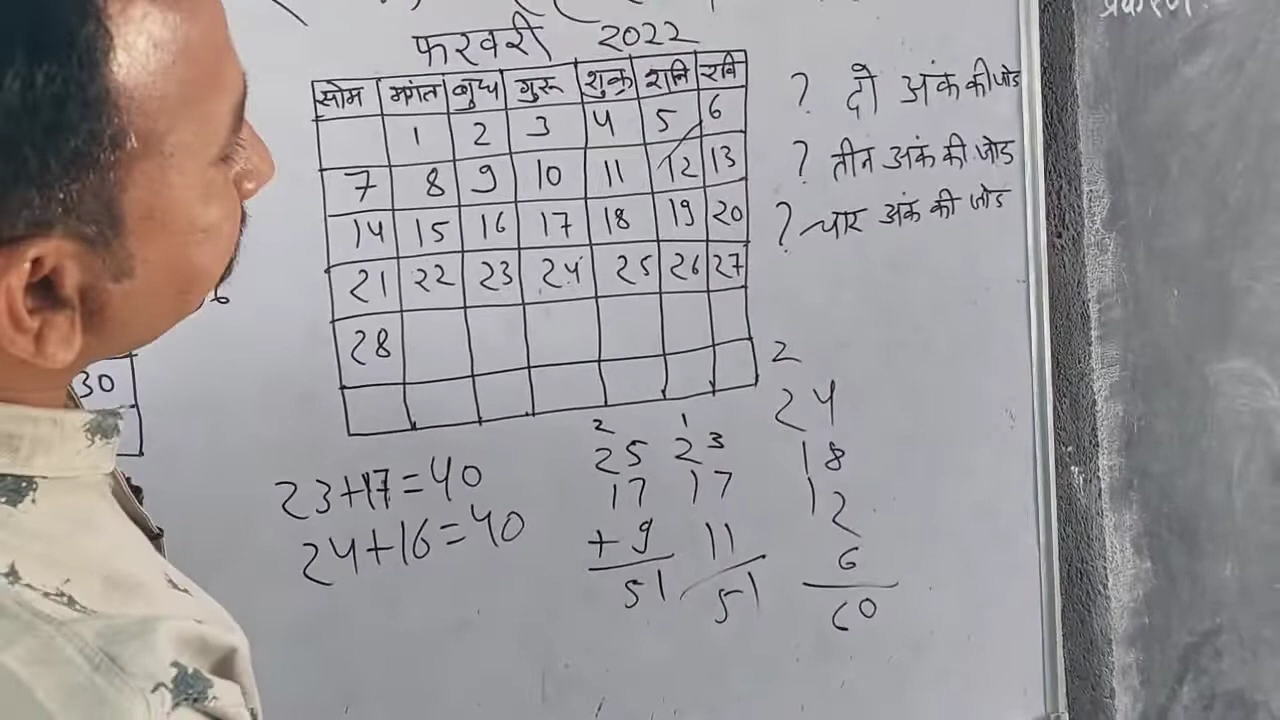 प्रकरण
फरवरी 2022
सोम मंगल बुध गुरू शुक्र शनि रवि
1 2 3 4 5 6
7 8 9 10 11 12 13
14 15 16 17 18 19 20
21 22 23 24 25 26 27
28
? दो अंक की जोड
? तीन अंक की जोड
? चार अंक की जोड
30
23+17=40
24+16=40
2
25
17
+ 9
51
1
23
17
11
51
2
24
18
12
6
60